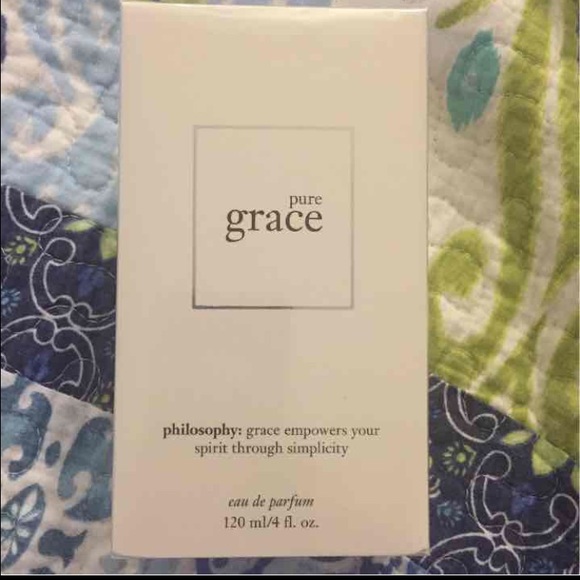 pure
grace
philosophy: grace empowers your
spirit through simplicity
eau de parfum
120 ml/4 fl. oz.